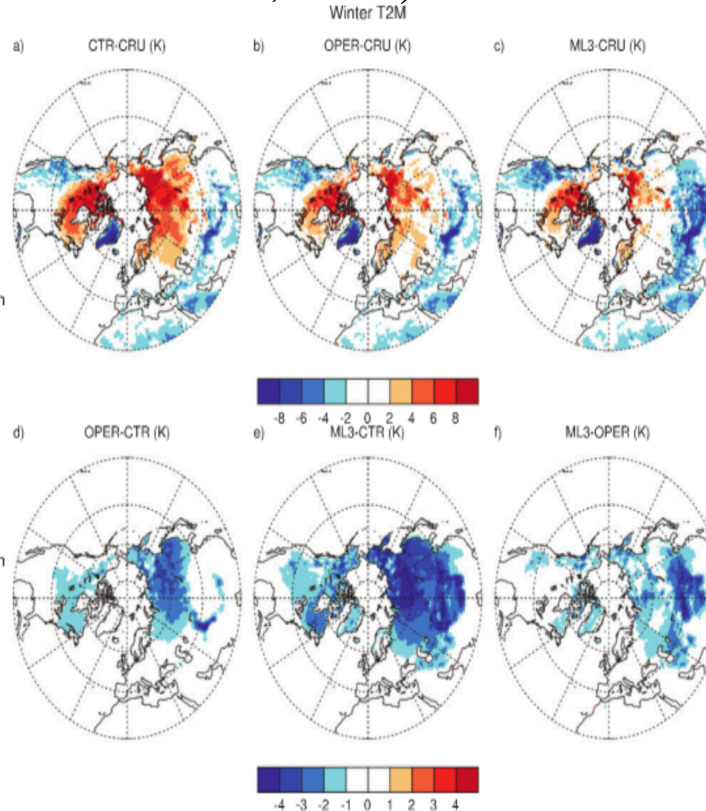 Winter T2M
a) CTR-CRU (K) b) OPER-CRU (K) c) ML3-CRU (K)
-8 -6 -4 -2 0 2 4 6 8
d) OPER-CTR (K) e) ML3-CTR (K) f) ML3-OPER (K)
-4 -3 -2 -1 0 1 2 3 4